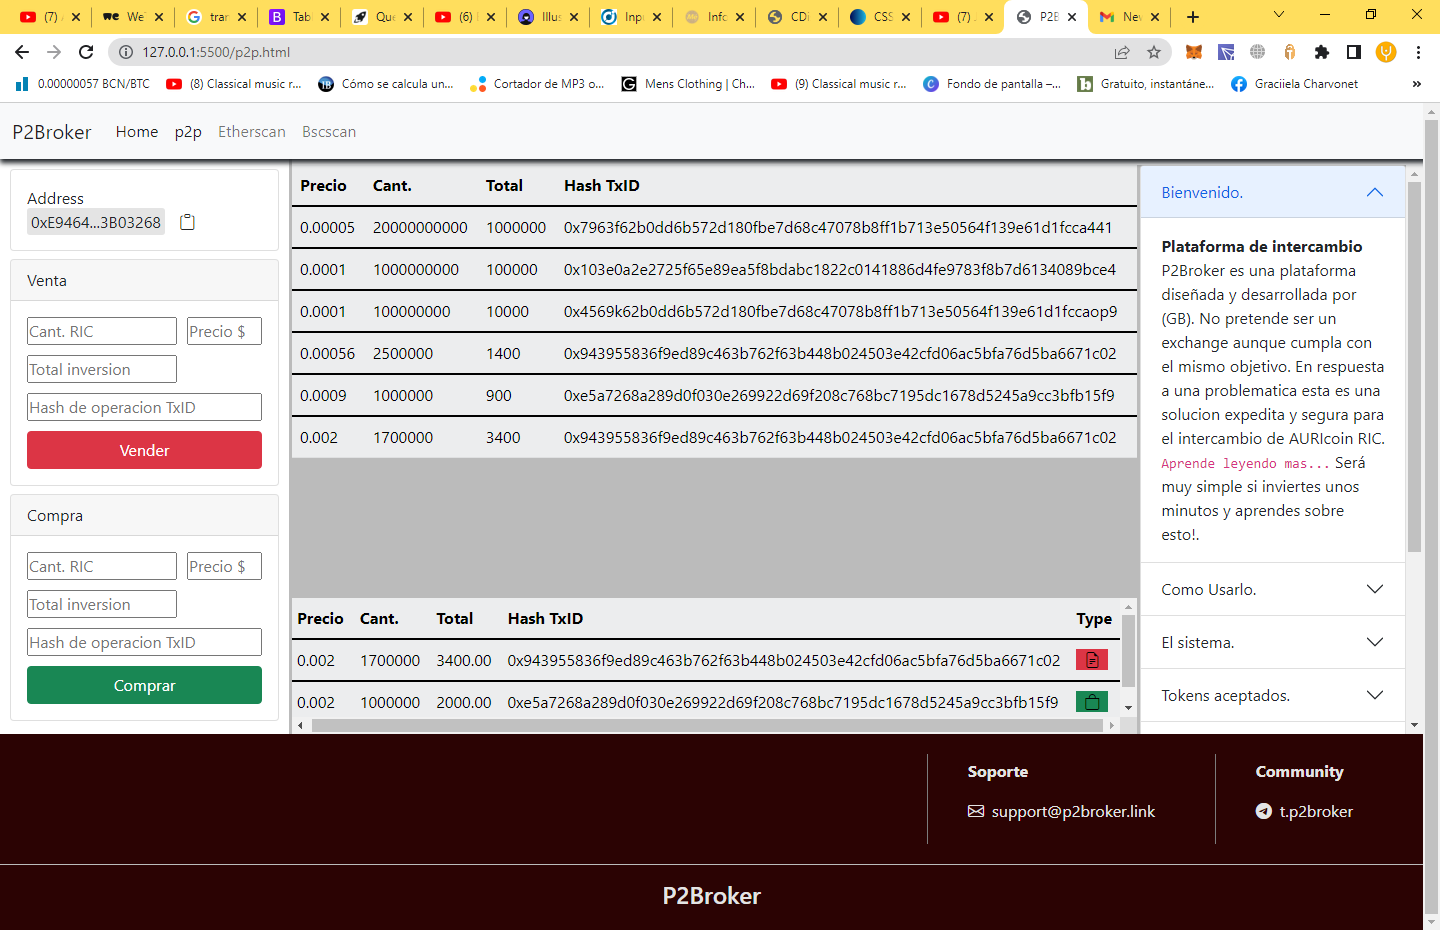 (7) A
We
trar
Tabl
Que
(6) I
Illus
Inpu
Infc
CDi
CSS
(7) .
P2E
Nev
127.0.0.1:5500/p2p.html
0.00000057 BCN/BTC
(8) Classical music r...
Cómo se calcula un...
Cortador de MP3 o...
Mens Clothing | Ch...
(9) Classical music r...
Fondo de pantalla –...
Gratuito, instantáne...
Graciiela Charvonet
»
P2Broker
Home
p2p
Etherscan
Bscscan
Address
0xE9464...3B03268
Venta
Cant. RIC
Precio $
Total inversion
Hash de operacion TxID
Vender
Compra
Cant. RIC
Precio $
Total inversion
Hash de operacion TxID
Comprar
Precio Cant. Total Hash TxID
0.00005 20000000000 1000000 0x7963f62b0dd6b572d180fbe7d68c47078b8ff1b713e50564f139e61d1fcca441
0.0001 1000000000 100000 0x103e0a2e2725f65e89ea5f8bdabc1822c0141886d4fe9783f8b7d6134089bce4
0.0001 100000000 10000 0x4569k62b0dd6b572d180fbe7d68c47078b8ff1b713e50564f139e61d1fccaop9
0.00056 2500000 1400 0x943955836f9ed89c463b762f63b448b024503e42cfd06ac5bfa76d5ba6671c02
0.0009 1000000 900 0xe5a7268a289d0f030e269922d69f208c768bc7195dc1678d5245a9cc3bfb15f9
0.002 1700000 3400 0x943955836f9ed89c463b762f63b448b024503e42cfd06ac5bfa76d5ba6671c02
Precio Cant. Total Hash TxID Type
0.002 1700000 3400.00 0x943955836f9ed89c463b762f63b448b024503e42cfd06ac5bfa76d5ba6671c02
0.002 1000000 2000.00 0xe5a7268a289d0f030e269922d69f208c768bc7195dc1678d5245a9cc3bfb15f9
Bienvenido.
Plataforma de intercambio
P2Broker es una plataforma
diseñada y desarrollada por
(GB). No pretende ser un
exchange aunque cumpla con
el mismo objetivo. En respuesta
a una problematica esta es una
solucion expedita y segura para
el intercambio de AURIcoin RIC.
Aprende leyendo mas... Será
muy simple si inviertes unos
minutos y aprendes sobre
esto!.
Como Usarlo.
El sistema.
Tokens aceptados.
Soporte
support@p2broker.link
Community
t.p2broker
P2Broker